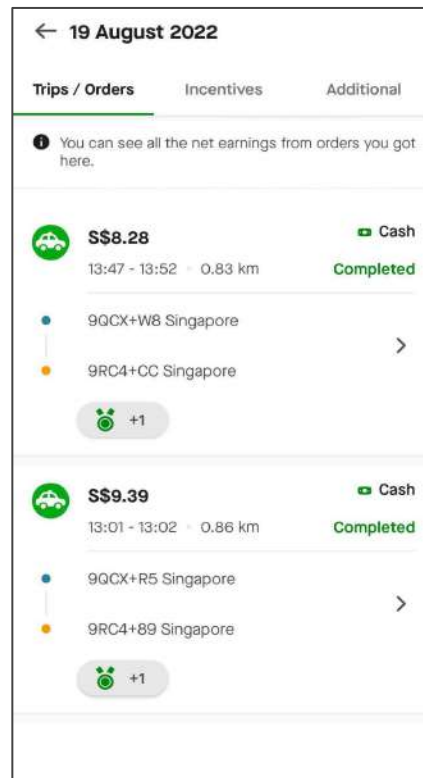 19 August 2022
Trips / Orders Incentives Additional
You can see all the net earnings from orders you got
here.
S$8.28 Cash
13:47 - 13:52 0.83 km Completed
9QCX+W8 Singapore
9RC4+CC Singapore
+1
S$9.39 Cash
13:01 - 13:02 0.86 km Completed
9QCX+R5 Singapore
9RC4+89 Singapore
+1